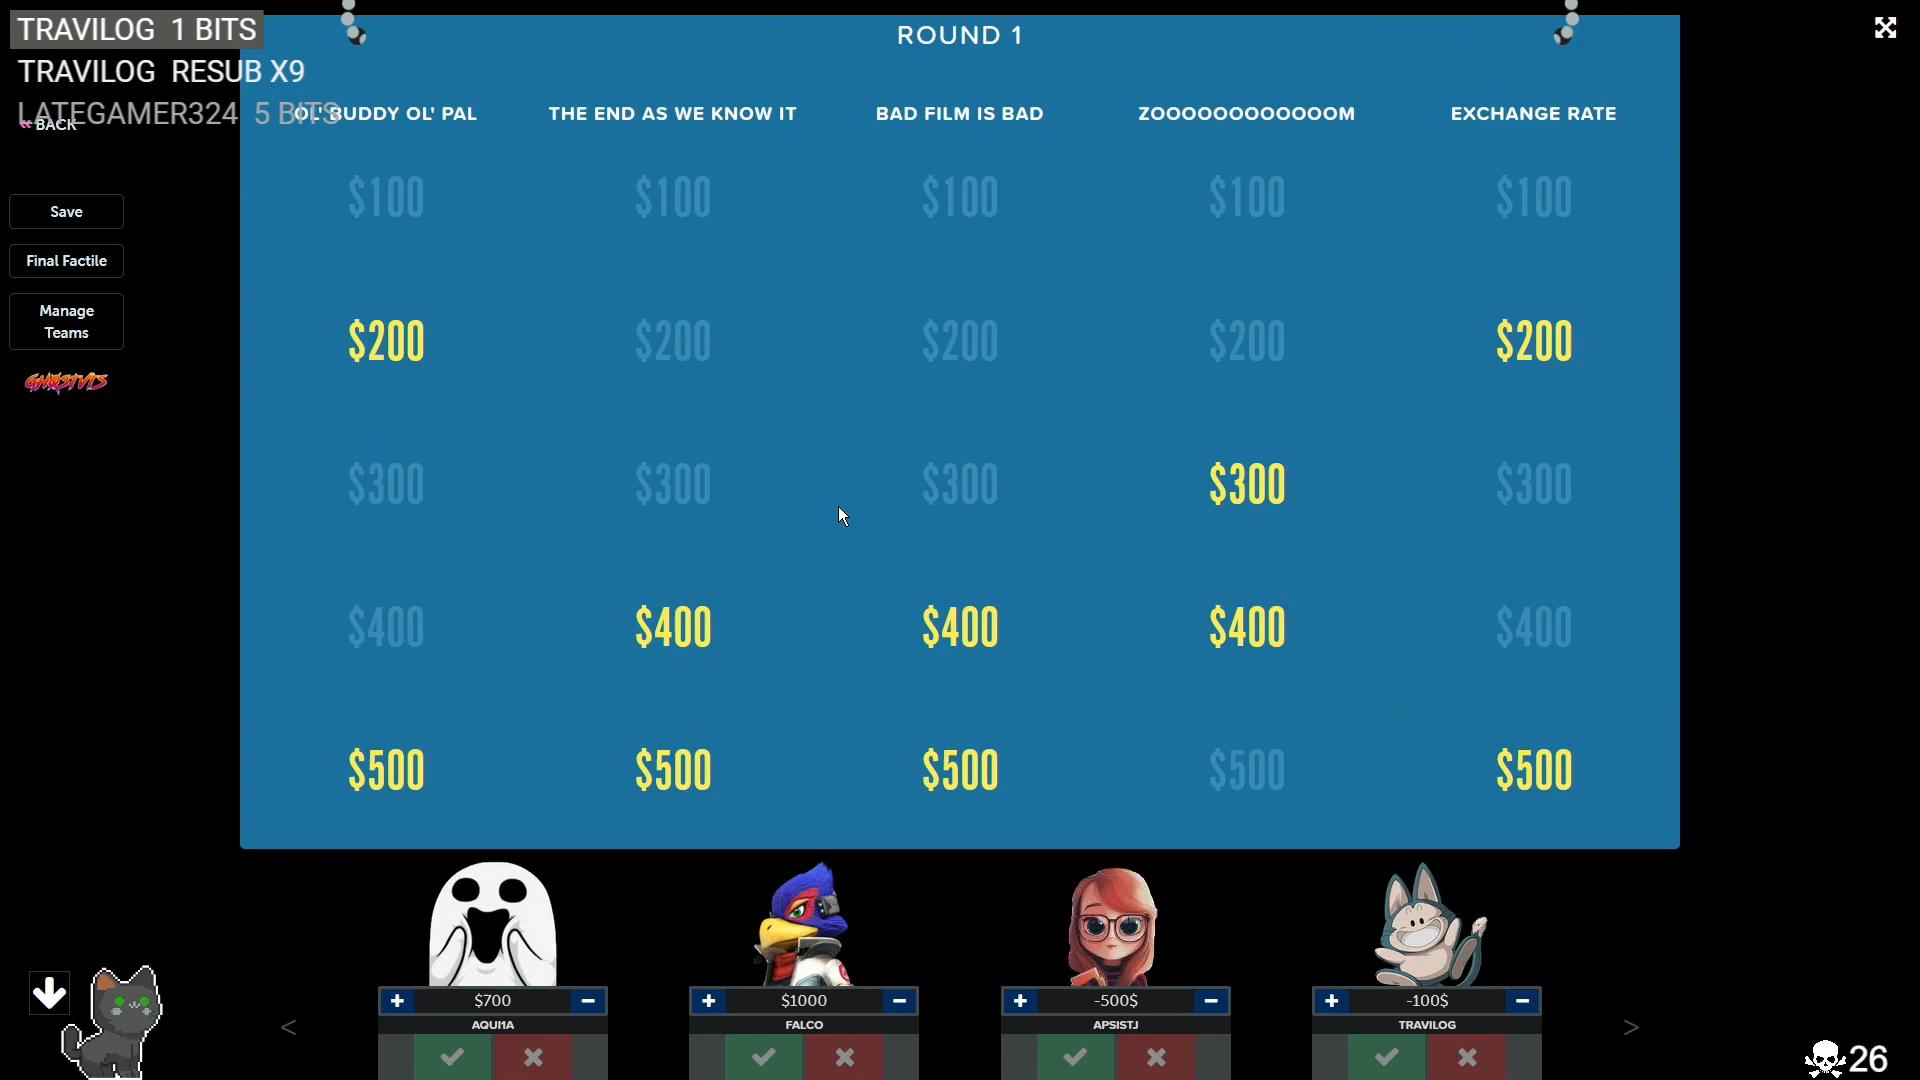 TRAVILOG 1 BITS
TRAVILOG RESUB X9
LATEGAMER324 5 BITS
« BACK
Save
Final Factile
Manage
Teams
GHOSTVTS
ROUND 1
OL' BUDDY OL' PAL THE END AS WE KNOW IT BAD FILM IS BAD ZOOOOOOOOOOOM EXCHANGE RATE
$100 $100 $100 $100 $100
$200 $200 $200 $200 $200
$300 $300 $300 $300 $300
$400 $400 $400 $400 $400
$500 $500 $500 $500 $500
+ $700 − + $1000 − + -500$ − + -100$ −
< AQUI1A FALCO APSISTJ TRAVILOG >
26